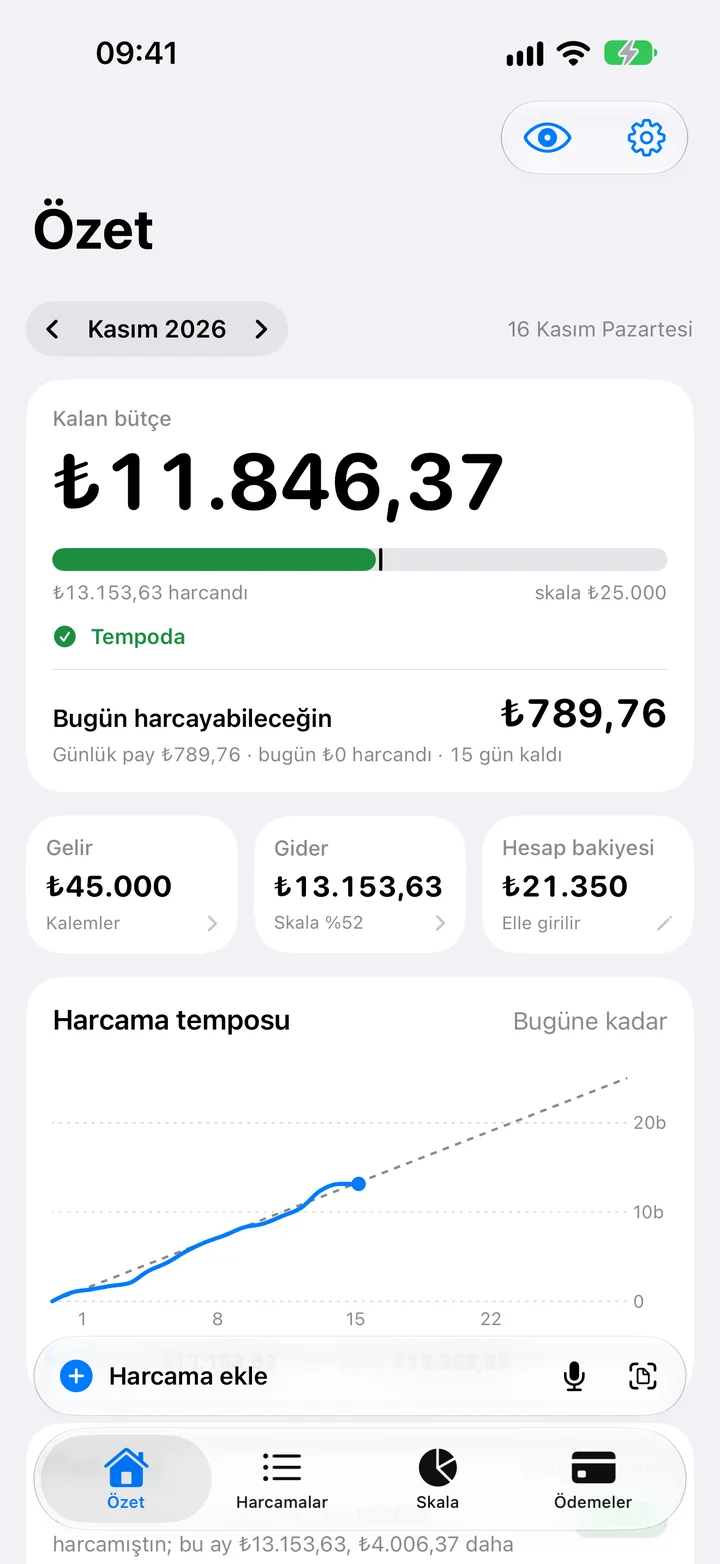 09:41
Özet
Kasım 2026
16 Kasım Pazartesi
Kalan bütçe
₺11.846,37
₺13.153,63 harcandı
skala ₺25.000
Tempoda
Bugün harcayabileceğin
₺789,76
Günlük pay ₺789,76 · bugün ₺0 harcandı · 15 gün kaldı
Gelir
₺45.000
Kalemler
Gider
₺13.153,63
Skala %52
Hesap bakiyesi
₺21.350
Elle girilir
Harcama temposu
Bugüne kadar
20b
10b
0
1 8 15 22
Harcama ekle
Özet
Harcamalar
Skala
Ödemeler
harcamıştın; bu ay ₺13.153,63, ₺4.006,37 daha